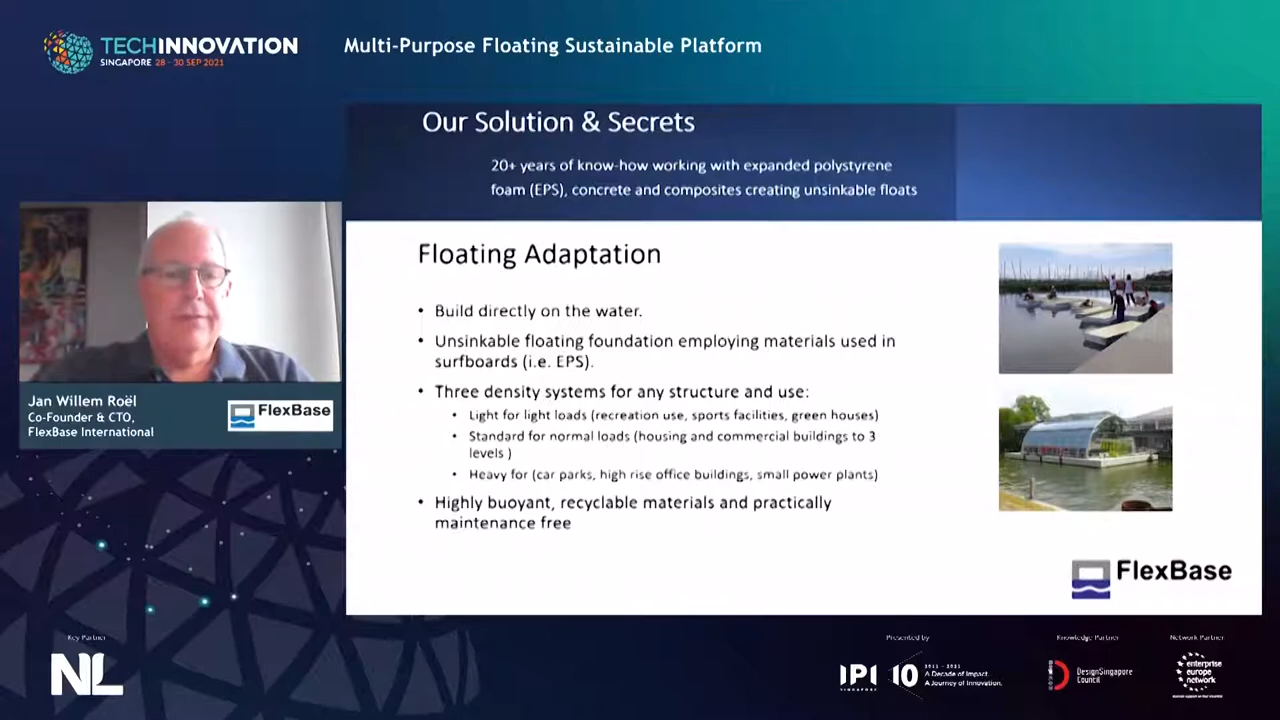 TECHINNOVATION
SINGAPORE 28 - 30 SEP 2021
Multi-Purpose Floating Sustainable Platform
Our Solution & Secrets
20+ years of know-how working with expanded polystyrene
foam (EPS), concrete and composites creating unsinkable floats
Floating Adaptation
• Build directly on the water.
• Unsinkable floating foundation employing materials used in
surfboards (i.e. EPS).
• Three density systems for any structure and use:
• Light for light loads (recreation use, sports facilities, green houses)
• Standard for normal loads (housing and commercial buildings to 3
levels )
• Heavy for (car parks, high rise office buildings, small power plants)
• Highly buoyant, recyclable materials and practically
maintenance free
FlexBase
Jan Willem Roël
Co-Founder & CTO,
FlexBase International
FlexBase
Key Partner
NL
Presented by
IPI
SINGAPORE
10
2011 - 2021
A Decade of Impact.
A Journey of Innovation.
Knowledge Partner
DesignSingapore
Council
Network Partner
enterprise
europe
network